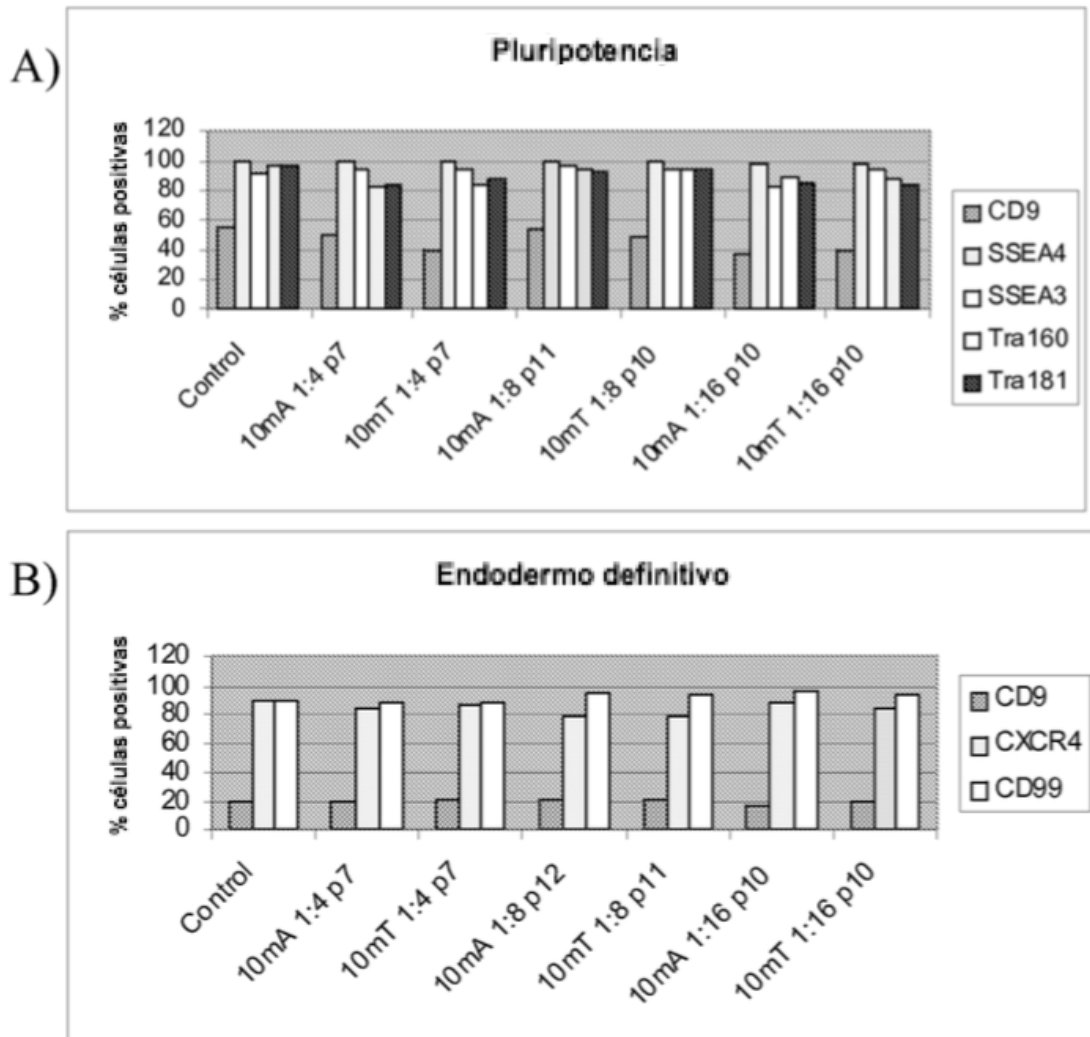 A)
Pluripotencia
% células positivas
120
100
80
60
40
20
0
Control
10mA 1:4 p7
10mT 1:4 p7
10mA 1:8 p11
10mT 1:8 p10
10mA 1:16 p10
10mT 1:16 p10
CD9
SSEA4
SSEA3
Tra160
Tra181
B)
Endodermo definitivo
% células positivas
120
100
80
60
40
20
0
Control
10mA 1:4 p7
10mT 1:4 p7
10mA 1:8 p12
10mT 1:8 p11
10mA 1:16 p10
10mT 1:16 p10
CD9
CXCR4
CD99